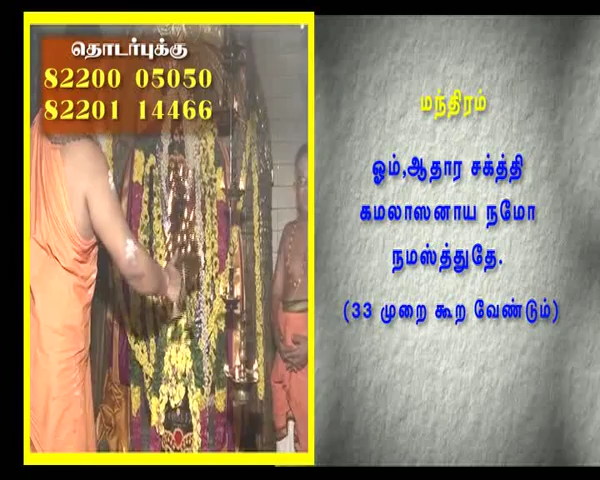 தொடர்புக்கு
82200 05050
82201 14466
மந்திரம்
ஓம்,ஆதார சக்த்தி
கமலாஸனாய நமோ
நமஸ்த்துதே.
(33 முறை கூற வேண்டும்)